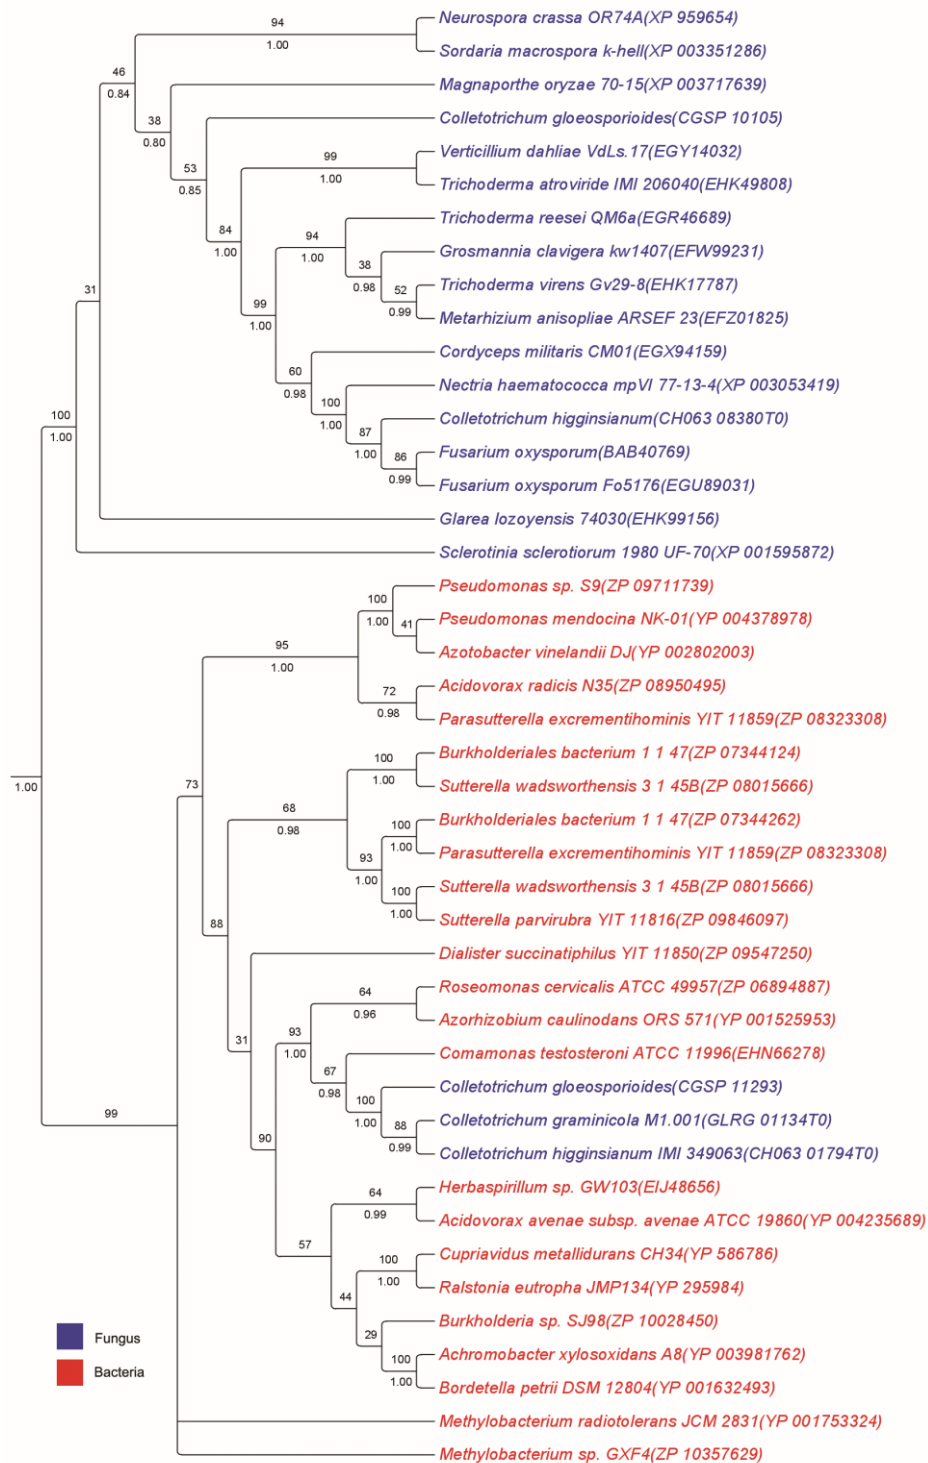 94
Neurospora crassa OR74A(XP 959654)
1.00
Sordaria macrospora k-hell(XP 003351286)
46
0.84
Magnaporthe oryzae 70-15(XP 003717639)
38
0.80
Colletotrichum gloeosporioides(CGSP 10105)
53
0.85
Verticillium dahliae VdLs.17(EGY14032)
99
1.00
Trichoderma atroviride IMI 206040(EHK49808)
84
1.00
Trichoderma reesei QM6a(EGR46689)
94
1.00
Grosmannia clavigera kw1407(EFW99231)
38
0.98
Trichoderma virens Gv29-8(EHK17787)
52
0.99
Metarhizium anisopliae ARSEF 23(EFZ01825)
31
99
1.00
Cordyceps militaris CM01(EGX94159)
60
0.98
Nectria haematococca mpVI 77-13-4(XP 003053419)
100
1.00
Colletotrichum higginsianum(CH063 08380T0)
87
1.00
Fusarium oxysporum(BAB40769)
86
0.99
Fusarium oxysporum Fo5176(EGU89031)
100
1.00
Glarea lozoyensis 74030(EHK99156)
Sclerotinia sclerotiorum 1980 UF-70(XP 001595872)
Pseudomonas sp. S9(ZP 09711739)
100
1.00
Pseudomonas mendocina NK-01(YP 004378978)
41
Azotobacter vinelandii DJ(YP 002802003)
95
1.00
Acidovorax radicis N35(ZP 08950495)
72
0.98
Parasutterella excrementihominis YIT 11859(ZP 08323308)
Burkholderiales bacterium 1 1 47(ZP 07344124)
100
1.00
Sutterella wadsworthensis 3 1 45B(ZP 08015666)
1.00
73
68
0.98
Burkholderiales bacterium 1 1 47(ZP 07344262)
100
1.00
Parasutterella excrementihominis YIT 11859(ZP 08323308)
93
1.00
Sutterella wadsworthensis 3 1 45B(ZP 08015666)
100
1.00
Sutterella parvirubra YIT 11816(ZP 09846097)
88
Dialister succinatiphilus YIT 11850(ZP 09547250)
Roseomonas cervicalis ATCC 49957(ZP 06894887)
64
0.96
Azorhizobium caulinodans ORS 571(YP 001525953)
31
93
1.00
Comamonas testosteroni ATCC 11996(EHN66278)
67
0.98
Colletotrichum gloeosporioides(CGSP 11293)
100
1.00
Colletotrichum graminicola M1.001(GLRG 01134T0)
88
0.99
Colletotrichum higginsianum IMI 349063(CH063 01794T0)
99
90
Herbaspirillum sp. GW103(EIJ48656)
64
0.99
Acidovorax avenae subsp. avenae ATCC 19860(YP 004235689)
57
Cupriavidus metallidurans CH34(YP 586786)
100
1.00
Ralstonia eutropha JMP134(YP 295984)
44
Burkholderia sp. SJ98(ZP 10028450)
29
Achromobacter xylosoxidans A8(YP 003981762)
100
1.00
Bordetella petrii DSM 12804(YP 001632493)
Methylobacterium radiotolerans JCM 2831(YP 001753324)
Methylobacterium sp. GXF4(ZP 10357629)
Fungus
Bacteria